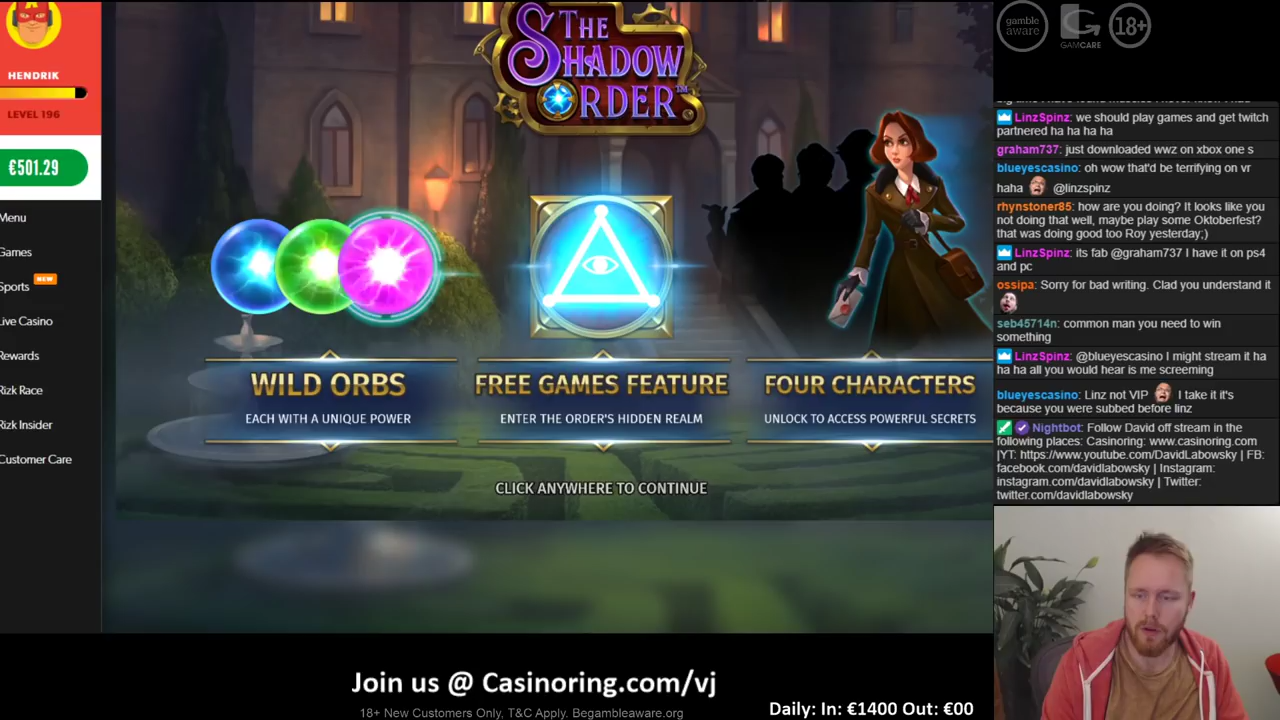 HENDRIK
LEVEL 196
€501.29
Menu
Games
Sports NEW
Live Casino
Rewards
Rizk Race
Rizk Insider
Customer Care
THE
SHADOW
ORDER™
WILD ORBS
EACH WITH A UNIQUE POWER
FREE GAMES FEATURE
ENTER THE ORDER'S HIDDEN REALM
FOUR CHARACTERS
UNLOCK TO ACCESS POWERFUL SECRETS
CLICK ANYWHERE TO CONTINUE
gamble
aware
GAMCARE
18+
LinzSpinz: we should play games and get twitch
partnered ha ha ha ha
graham737: just downloaded wwz on xbox one s
blueyescasino: oh wow that'd be terrifying on vr
haha @linzspinz
rhynstoner85: how are you doing? It looks like you
not doing that well, maybe play some Oktoberfest?
that was doing good too Roy yesterday;)
LinzSpinz: its fab @graham737 I have it on ps4
and pc
ossipa: Sorry for bad writing. Clad you understand it
seb45714n: common man you need to win
something
LinzSpinz: @blueyescasino I might stream it ha
ha ha all you would hear is me screeming
blueyescasino: Linz not VIP I take it it's
because you were subbed before linz
Nightbot: Follow David off stream in the
following places: Casinoring: www.casinoring.com
|YT: https://www.youtube.com/DavidLabowsky | FB:
facebook.com/davidlabowsky | Instagram:
instagram.com/davidlabowsky | Twitter:
twitter.com/davidlabowsky
Join us @ Casinoring.com/vj
18+ New Customers Only, T&C Apply. Begambleaware.org
Daily: In: €1400 Out: €00